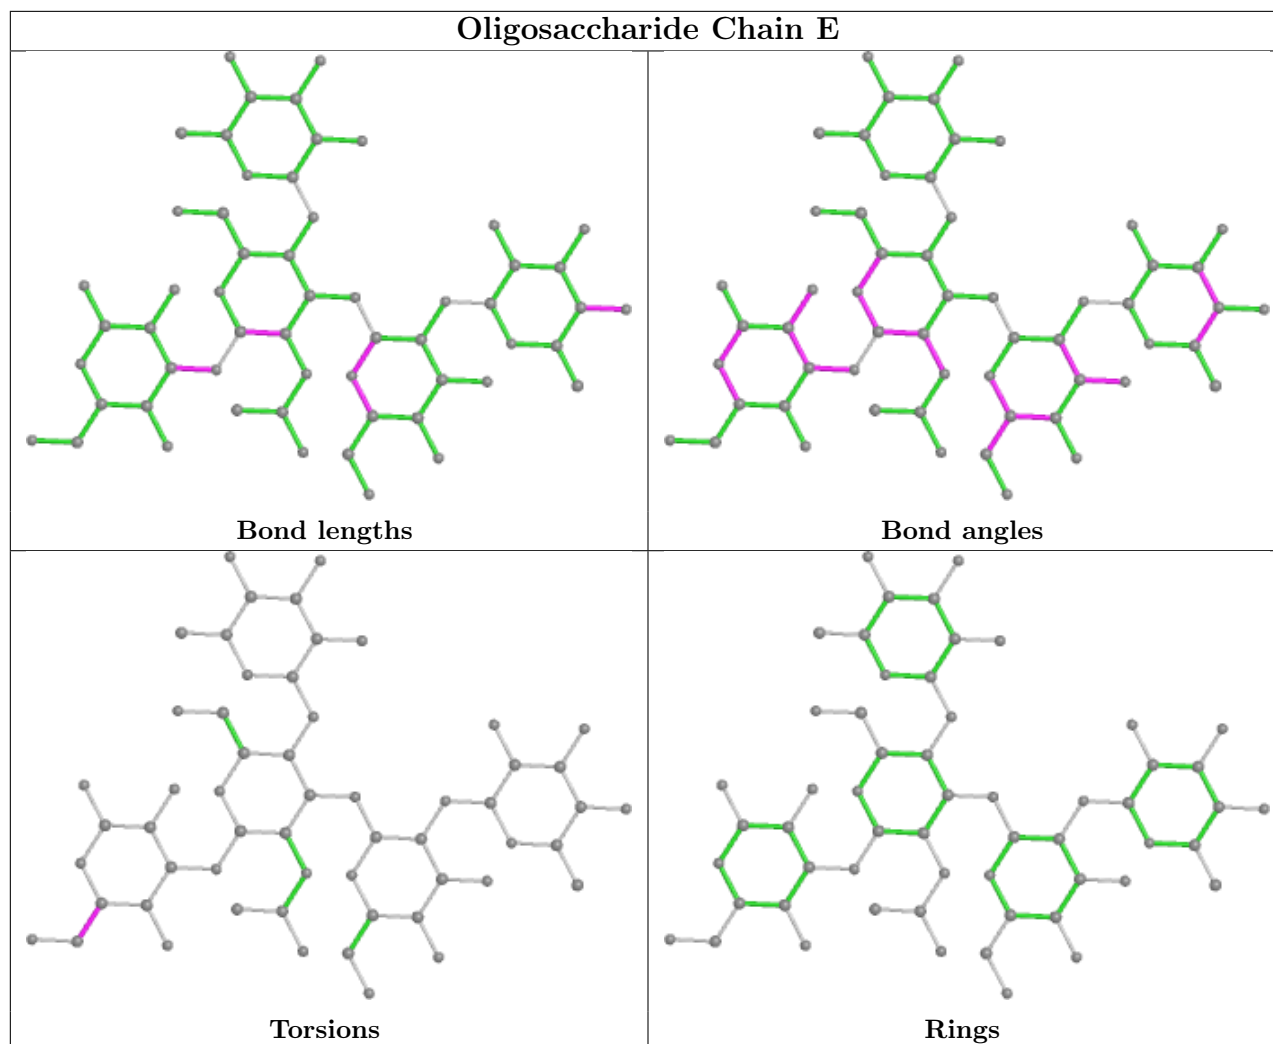 Oligosaccharide Chain E
Bond lengths
Bond angles
Torsions
Rings